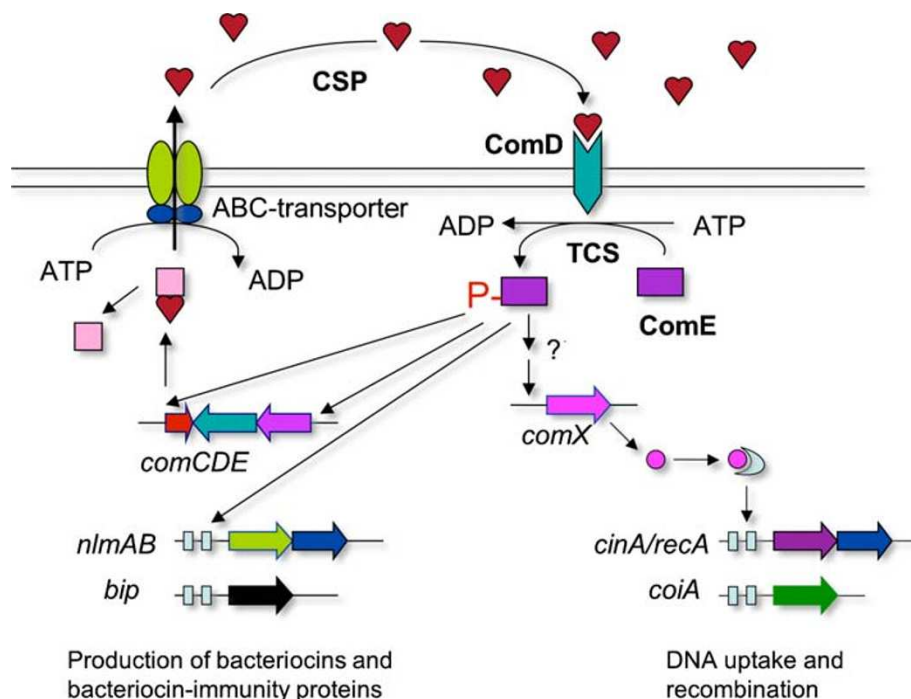 CSP
ComD
ABC-transporter
ADP
ATP
TCS
ATP
ADP
P-
ComE
?
comX
comCDE
nlmAB
cinA/recA
bip
coiA
Production of bacteriocins and
bacteriocin-immunity proteins
DNA uptake and
recombination